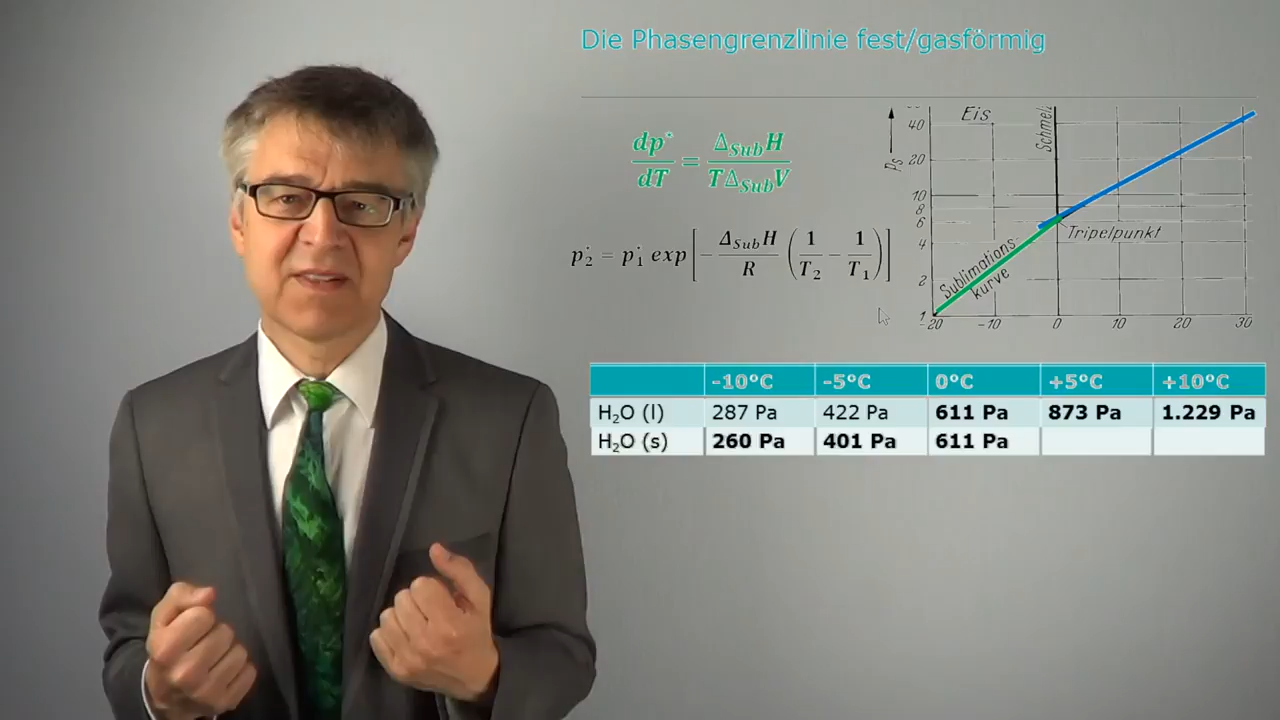 Die Phasengrenzlinie fest/gasförmig
dp*/dT = Δ_Sub H / T Δ_Sub V
p₂* = p₁* exp[ - Δ_Sub H / R ( 1/T₂ - 1/T₁ ) ]
Eis
Schmelz
p_s
40
20
10
8
6
4
2
1
Tripelpunkt
Sublimations
kurve
-20 -10 0 10 20 30
-10°C -5°C 0°C +5°C +10°C
H₂O (l) 287 Pa 422 Pa 611 Pa 873 Pa 1.229 Pa
H₂O (s) 260 Pa 401 Pa 611 Pa